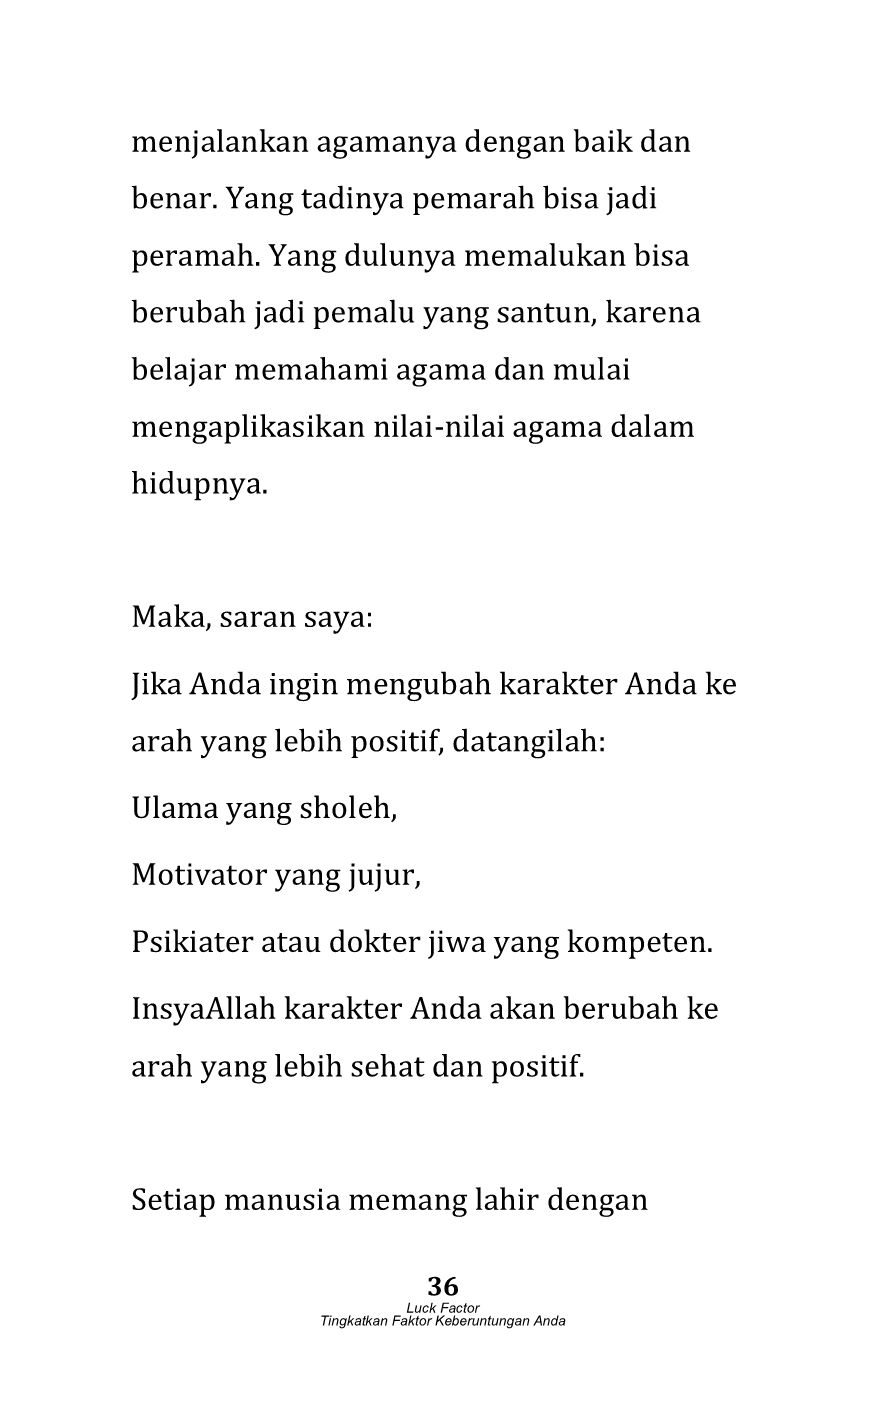 menjalankan agamanya dengan baik dan
benar. Yang tadinya pemarah bisa jadi
peramah. Yang dulunya memalukan bisa
berubah jadi pemalu yang santun, karena
belajar memahami agama dan mulai
mengaplikasikan nilai-nilai agama dalam
hidupnya.
Maka, saran saya:
Jika Anda ingin mengubah karakter Anda ke
arah yang lebih positif, datangilah:
Ulama yang sholeh,
Motivator yang jujur,
Psikiater atau dokter jiwa yang kompeten.
InsyaAllah karakter Anda akan berubah ke
arah yang lebih sehat dan positif.
Setiap manusia memang lahir dengan
36
Luck Factor
Tingkatkan Faktor Keberuntungan Anda